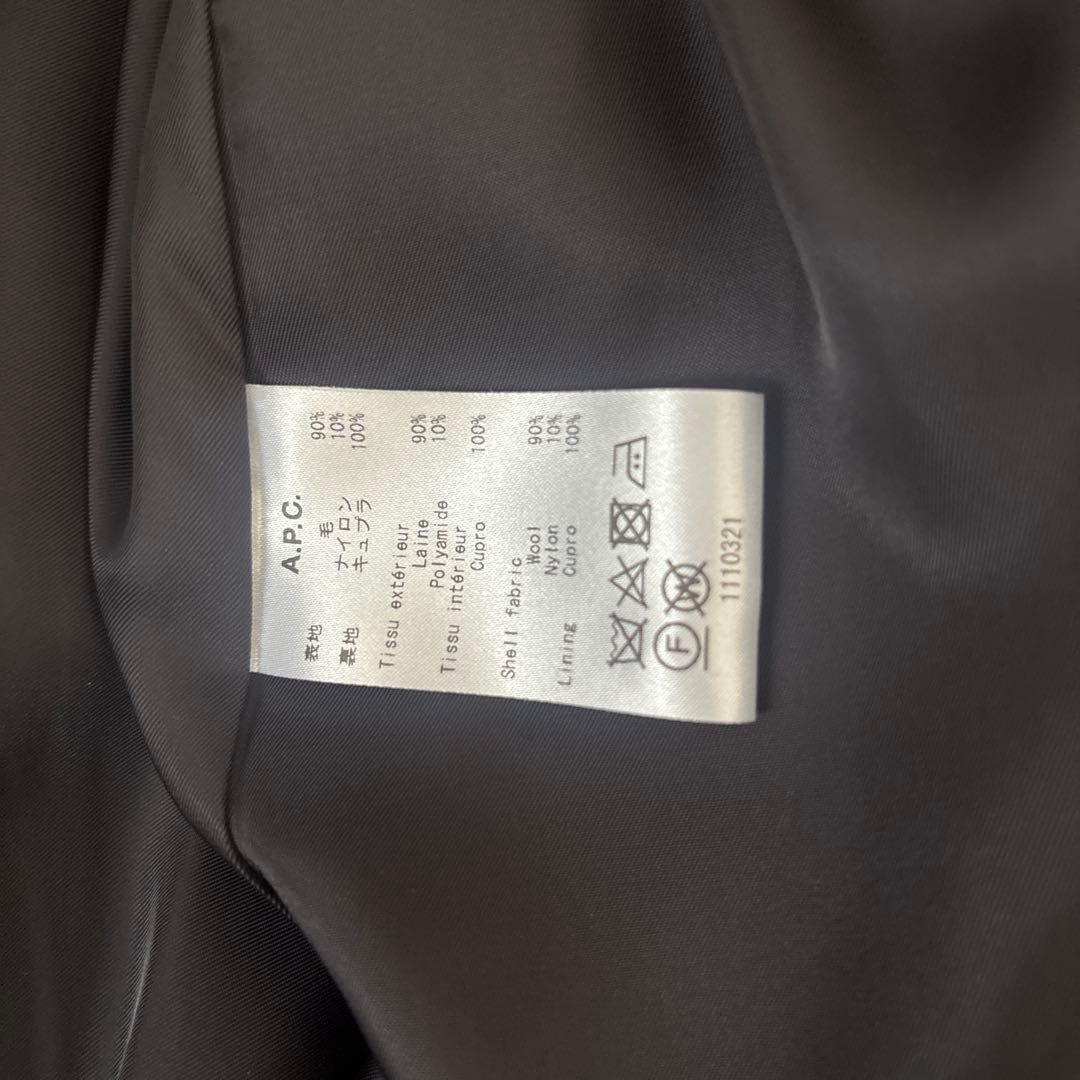 A.P.C.
表地 毛 90%
ナイロン 10%
裏地 キュプラ 100%
Tissu extérieur
Laine 90%
Polyamide 10%
Tissu intérieur
Cupro 100%
Shell fabric
Wool 90%
Nylon 10%
Lining Cupro 100%
F W
1110321